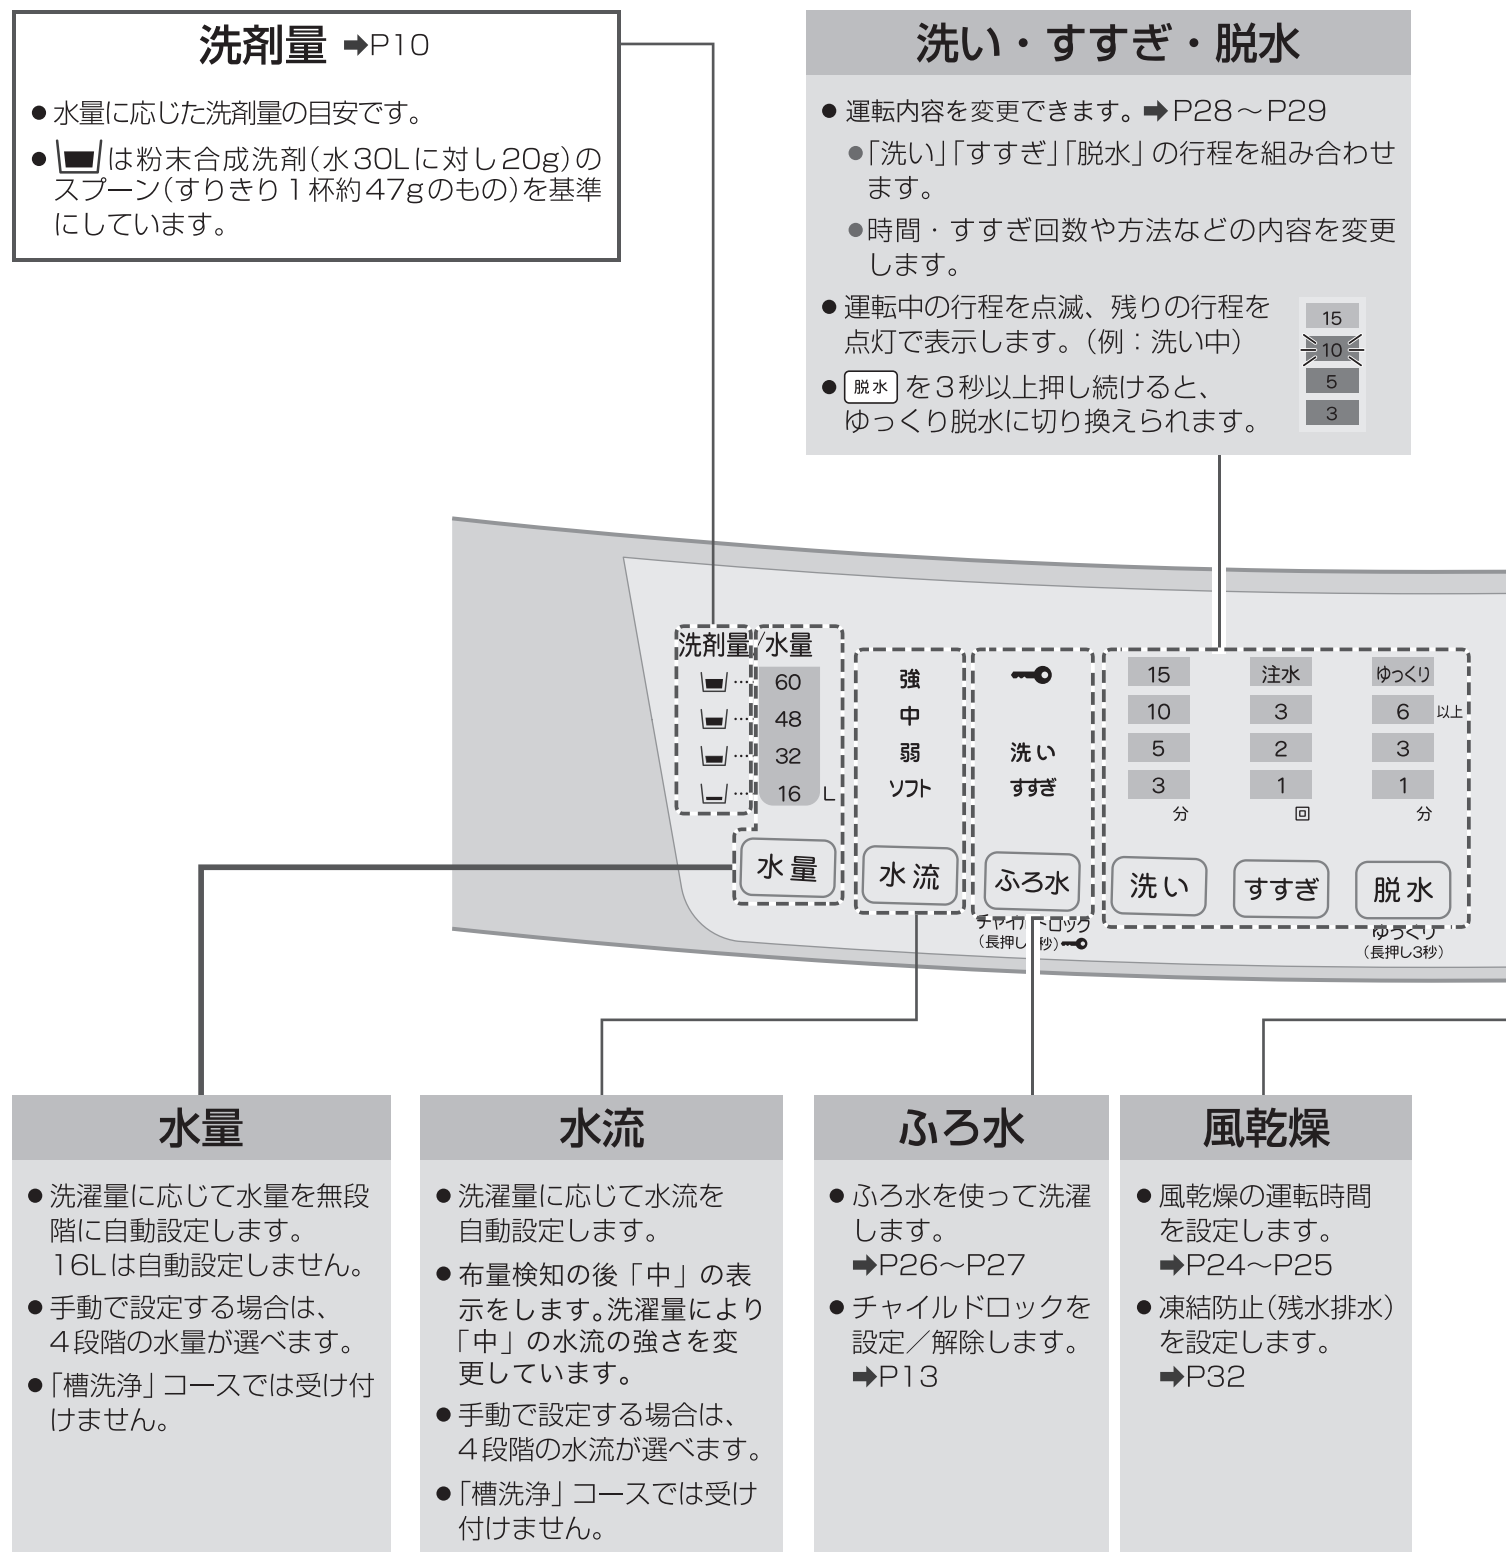 洗剤量 ➡P10
●水量に応じた洗剤量の目安です。
●は粉末合成洗剤(水30Lに対し20g)の
スプーン(すりきり1杯約47gのもの)を基準
にしています。
洗い・すすぎ・脱水
●運転内容を変更できます。➡P28〜P29
●「洗い」「すすぎ」「脱水」の行程を組み合わせ
ます。
●時間・すすぎ回数や方法などの内容を変更
します。
●運転中の行程を点滅、残りの行程を
点灯で表示します。(例:洗い中)
●脱水を3秒以上押し続けると、
ゆっくり脱水に切り換えられます。
15
10
5
3
洗剤量/水量
…60
…48
…32
…16 L
水量
強
中
弱
ソフト
水流
洗い
すすぎ
ふろ水
チャイルドロック
(長押し3秒)
15
10
5
3
分
洗い
注水
3
2
1
回
すすぎ
ゆっくり
6 以上
3
1
分
脱水
ゆっくり
(長押し3秒)
水量
●洗濯量に応じて水量を無段
階に自動設定します。
16Lは自動設定しません。
●手動で設定する場合は、
4段階の水量が選べます。
●「槽洗浄」コースでは受け付
けません。
水流
●洗濯量に応じて水流を
自動設定します。
●布量検知の後「中」の表
示をします。洗濯量により
「中」の水流の強さを変
更しています。
●手動で設定する場合は、
4段階の水流が選べます。
●「槽洗浄」コースでは受け
付けません。
ふろ水
●ふろ水を使って洗濯
します。
➡P26〜P27
●チャイルドロックを
設定/解除します。
➡P13
風乾燥
●風乾燥の運転時間
を設定します。
➡P24〜P25
●凍結防止(残水排水)
を設定します。
➡P32